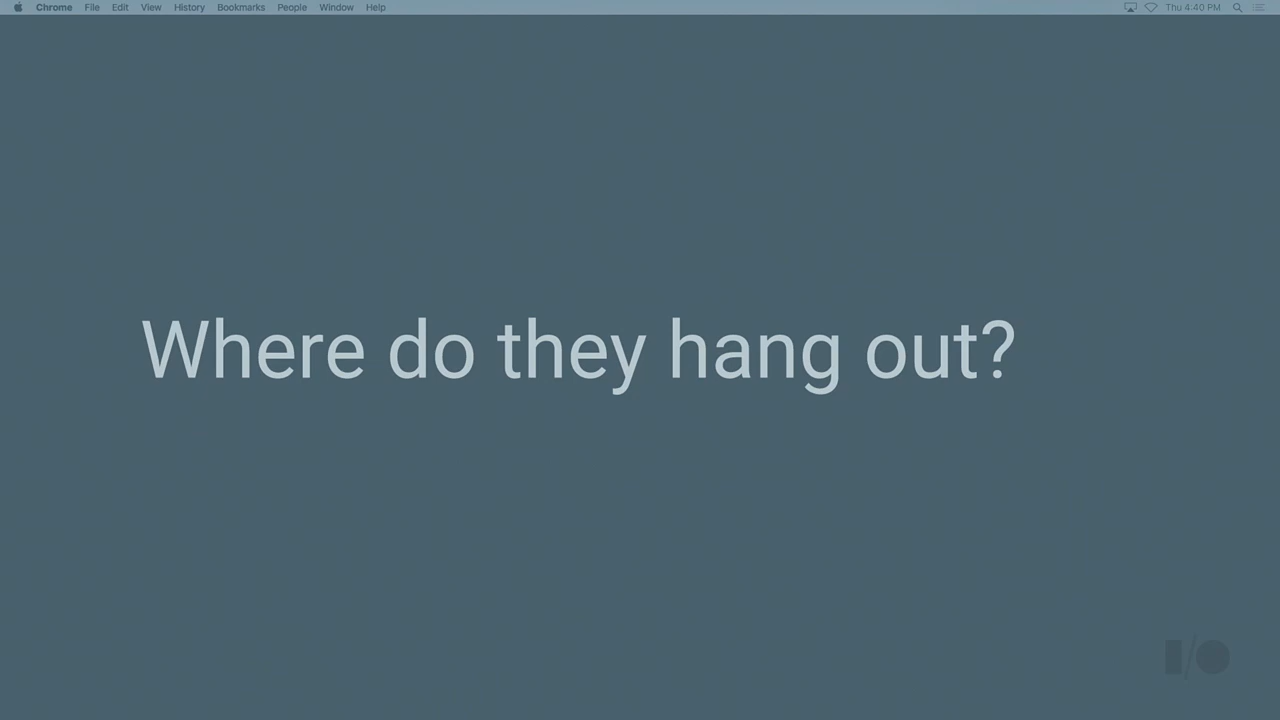 Chrome File Edit View History Bookmarks People Window Help Thu 4:40 PM
Where do they hang out?
I/O